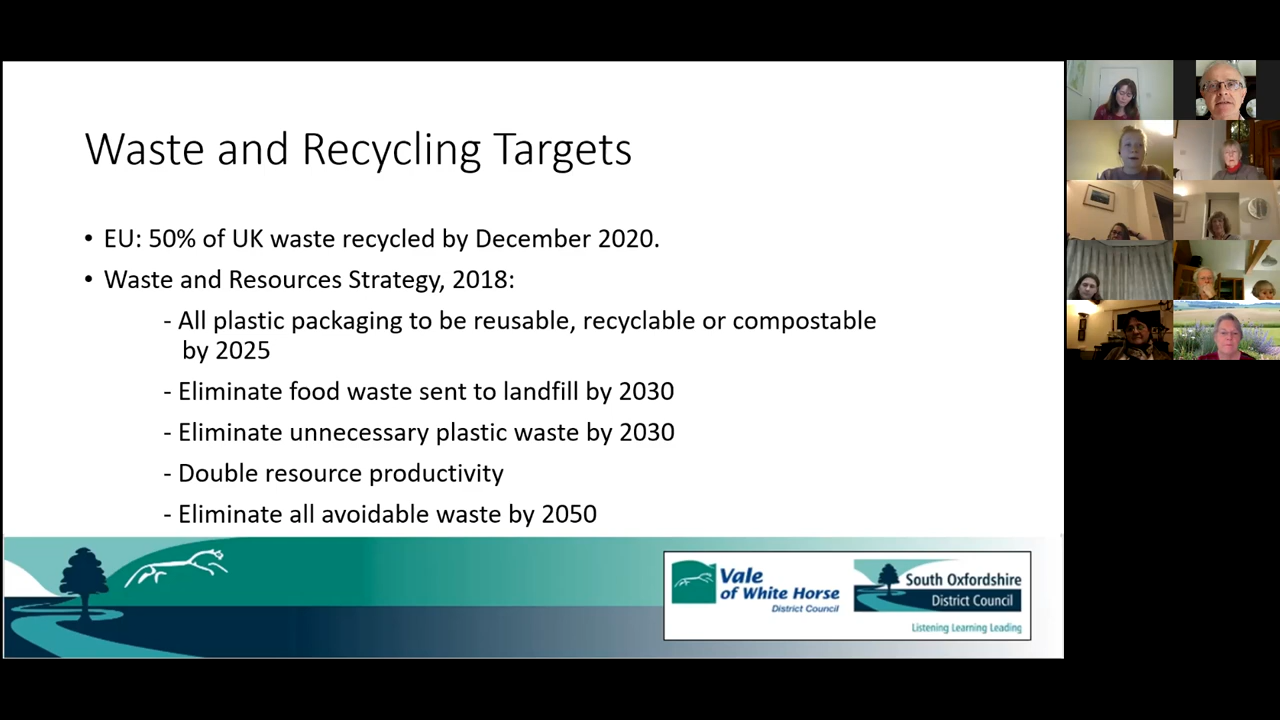 Waste and Recycling Targets
• EU: 50% of UK waste recycled by December 2020.
• Waste and Resources Strategy, 2018:
- All plastic packaging to be reusable, recyclable or compostable
by 2025
- Eliminate food waste sent to landfill by 2030
- Eliminate unnecessary plastic waste by 2030
- Double resource productivity
- Eliminate all avoidable waste by 2050
Vale
of White Horse
District Council
South Oxfordshire
District Council
Listening Learning Leading